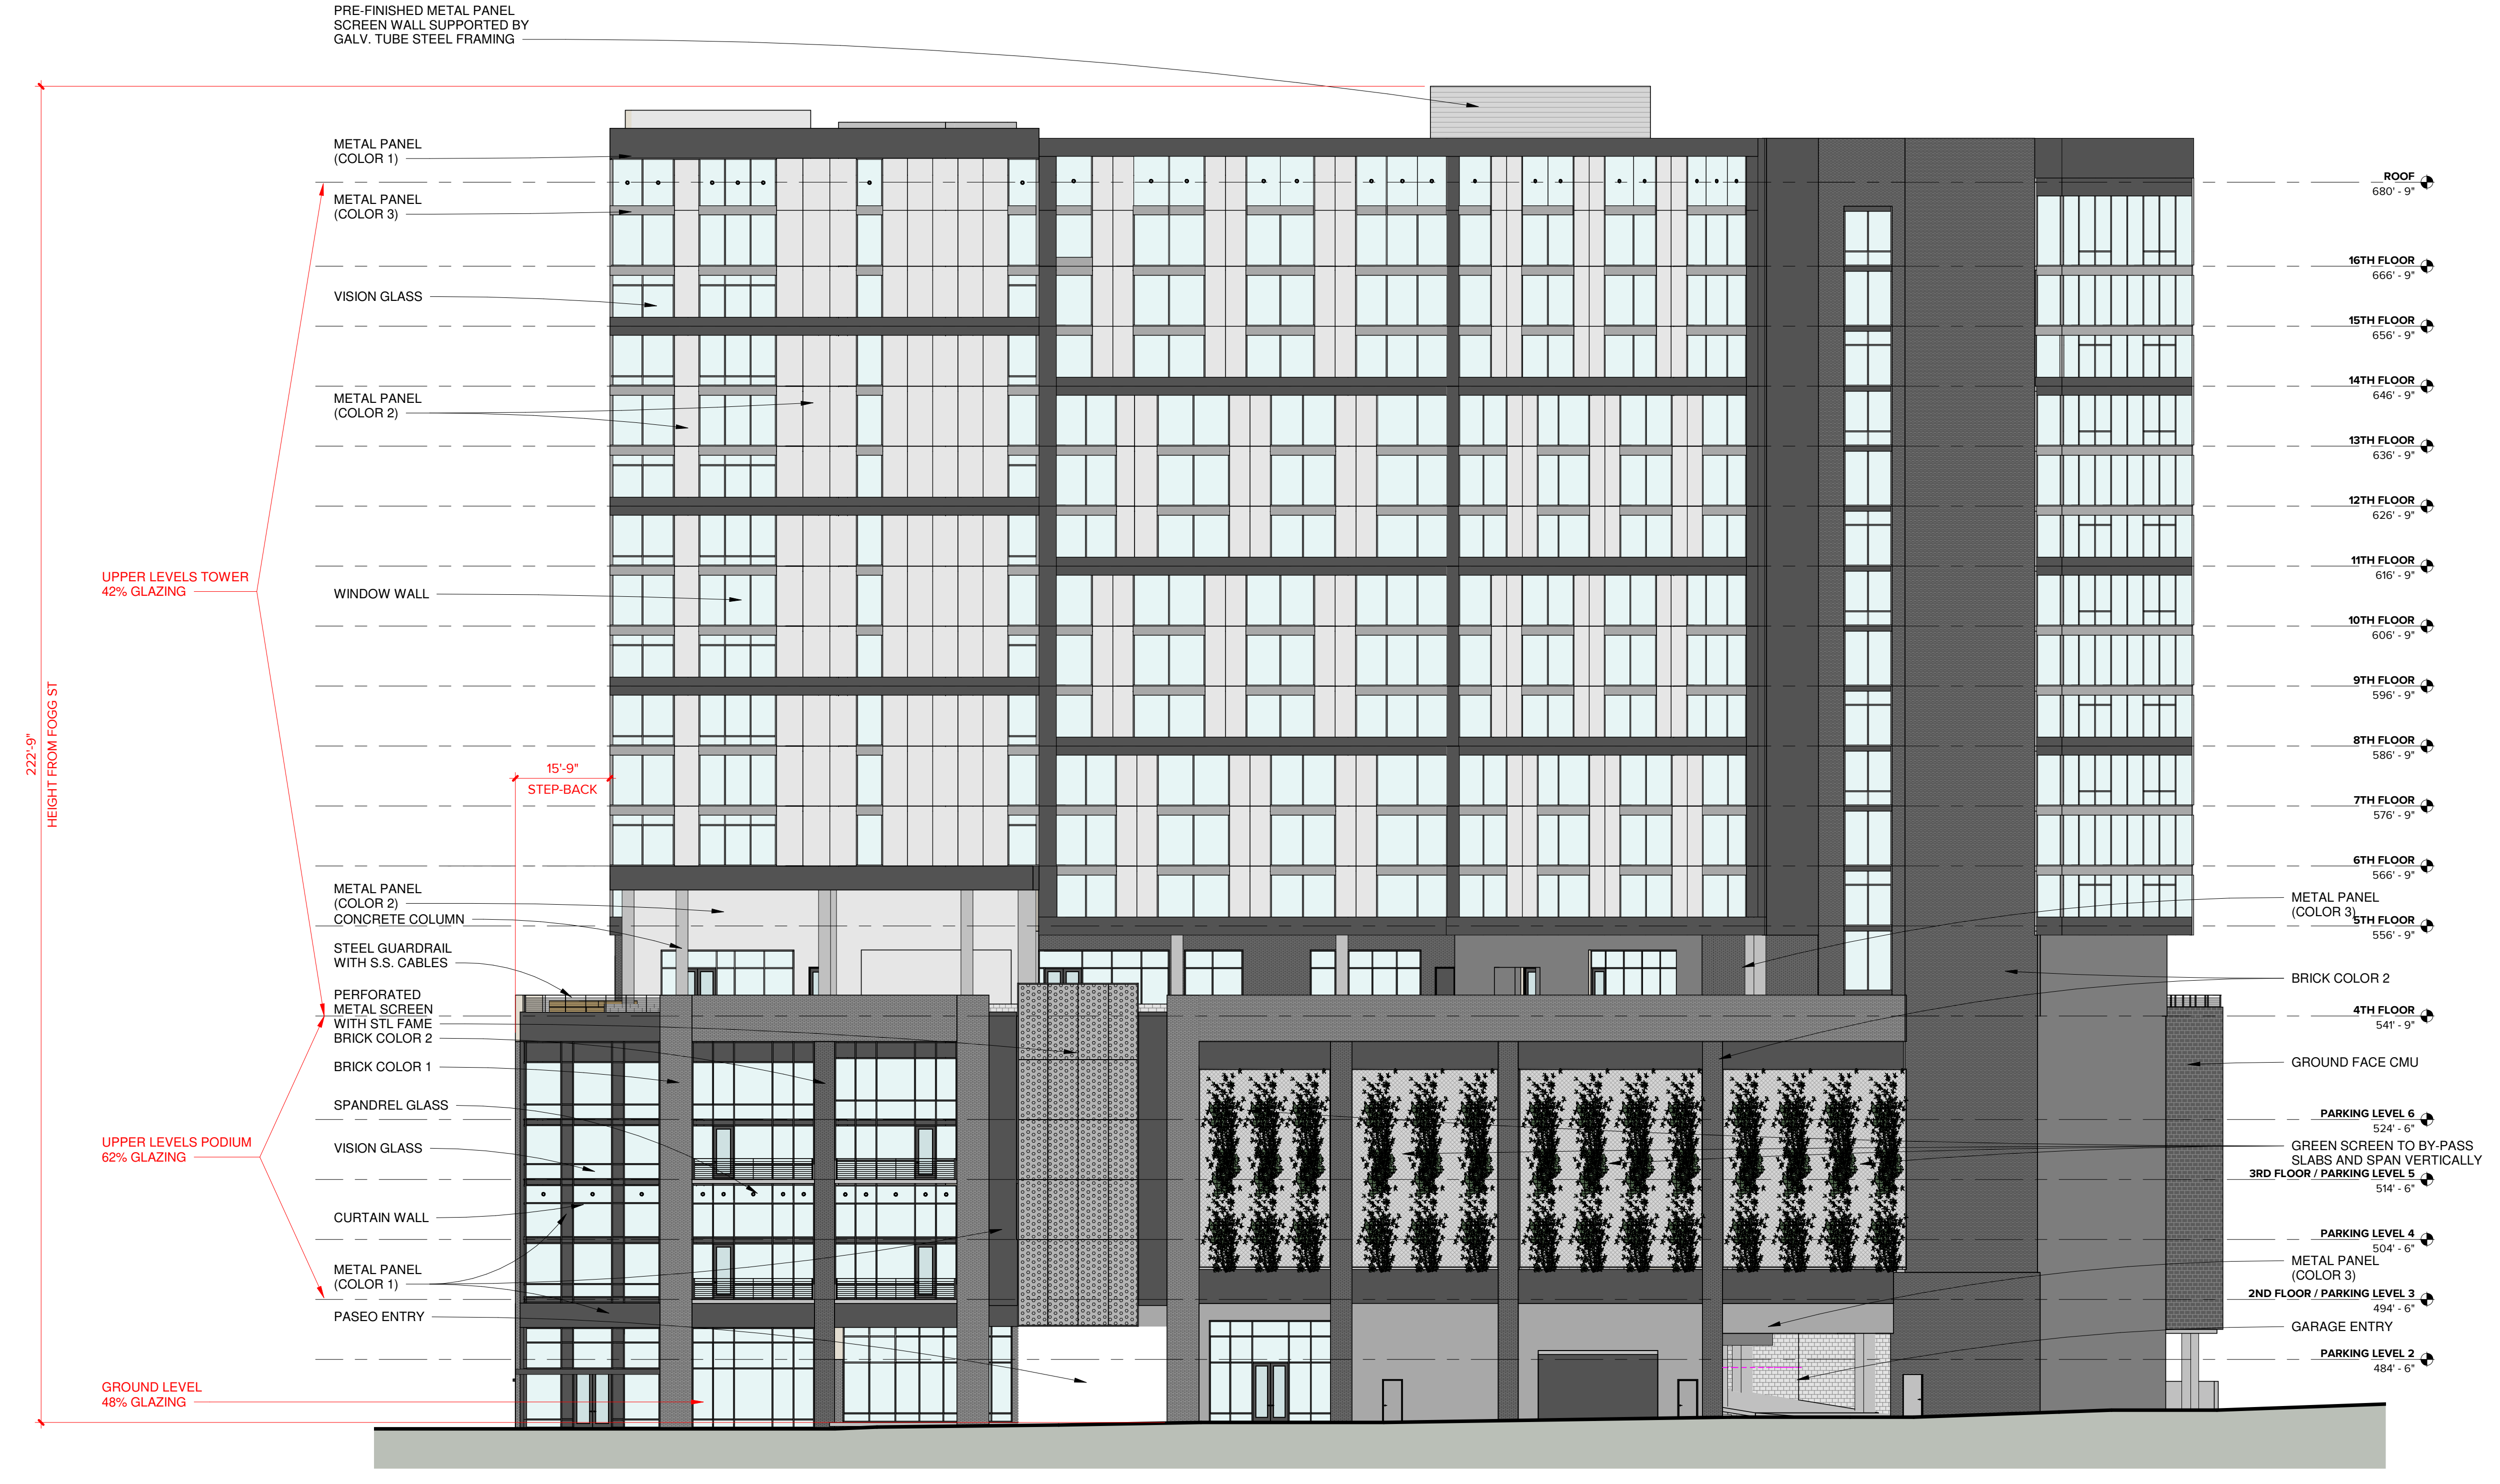 PRE-FINISHED METAL PANEL
SCREEN WALL SUPPORTED BY
GALV. TUBE STEEL FRAMING
METAL PANEL
(COLOR 1)
METAL PANEL
(COLOR 3)
VISION GLASS
METAL PANEL
(COLOR 2)
UPPER LEVELS TOWER
42% GLAZING
WINDOW WALL
222'-9"
HEIGHT FROM FOGG ST
15'-9"
STEP-BACK
METAL PANEL
(COLOR 2)
CONCRETE COLUMN
STEEL GUARDRAIL
WITH S.S. CABLES
PERFORATED
METAL SCREEN
WITH STL FAME
BRICK COLOR 2
BRICK COLOR 1
SPANDREL GLASS
UPPER LEVELS PODIUM
62% GLAZING
VISION GLASS
CURTAIN WALL
METAL PANEL
(COLOR 1)
PASEO ENTRY
GROUND LEVEL
48% GLAZING
ROOF
680' - 9"
16TH FLOOR
666' - 9"
15TH FLOOR
656' - 9"
14TH FLOOR
646' - 9"
13TH FLOOR
636' - 9"
12TH FLOOR
626' - 9"
11TH FLOOR
616' - 9"
10TH FLOOR
606' - 9"
9TH FLOOR
596' - 9"
8TH FLOOR
586' - 9"
7TH FLOOR
576' - 9"
6TH FLOOR
566' - 9"
METAL PANEL
(COLOR 3)
5TH FLOOR
556' - 9"
BRICK COLOR 2
4TH FLOOR
541' - 9"
GROUND FACE CMU
PARKING LEVEL 6
524' - 6"
GREEN SCREEN TO BY-PASS
SLABS AND SPAN VERTICALLY
3RD FLOOR / PARKING LEVEL 5
514' - 6"
PARKING LEVEL 4
504' - 6"
METAL PANEL
(COLOR 3)
2ND FLOOR / PARKING LEVEL 3
494' - 6"
GARAGE ENTRY
PARKING LEVEL 2
484' - 6"